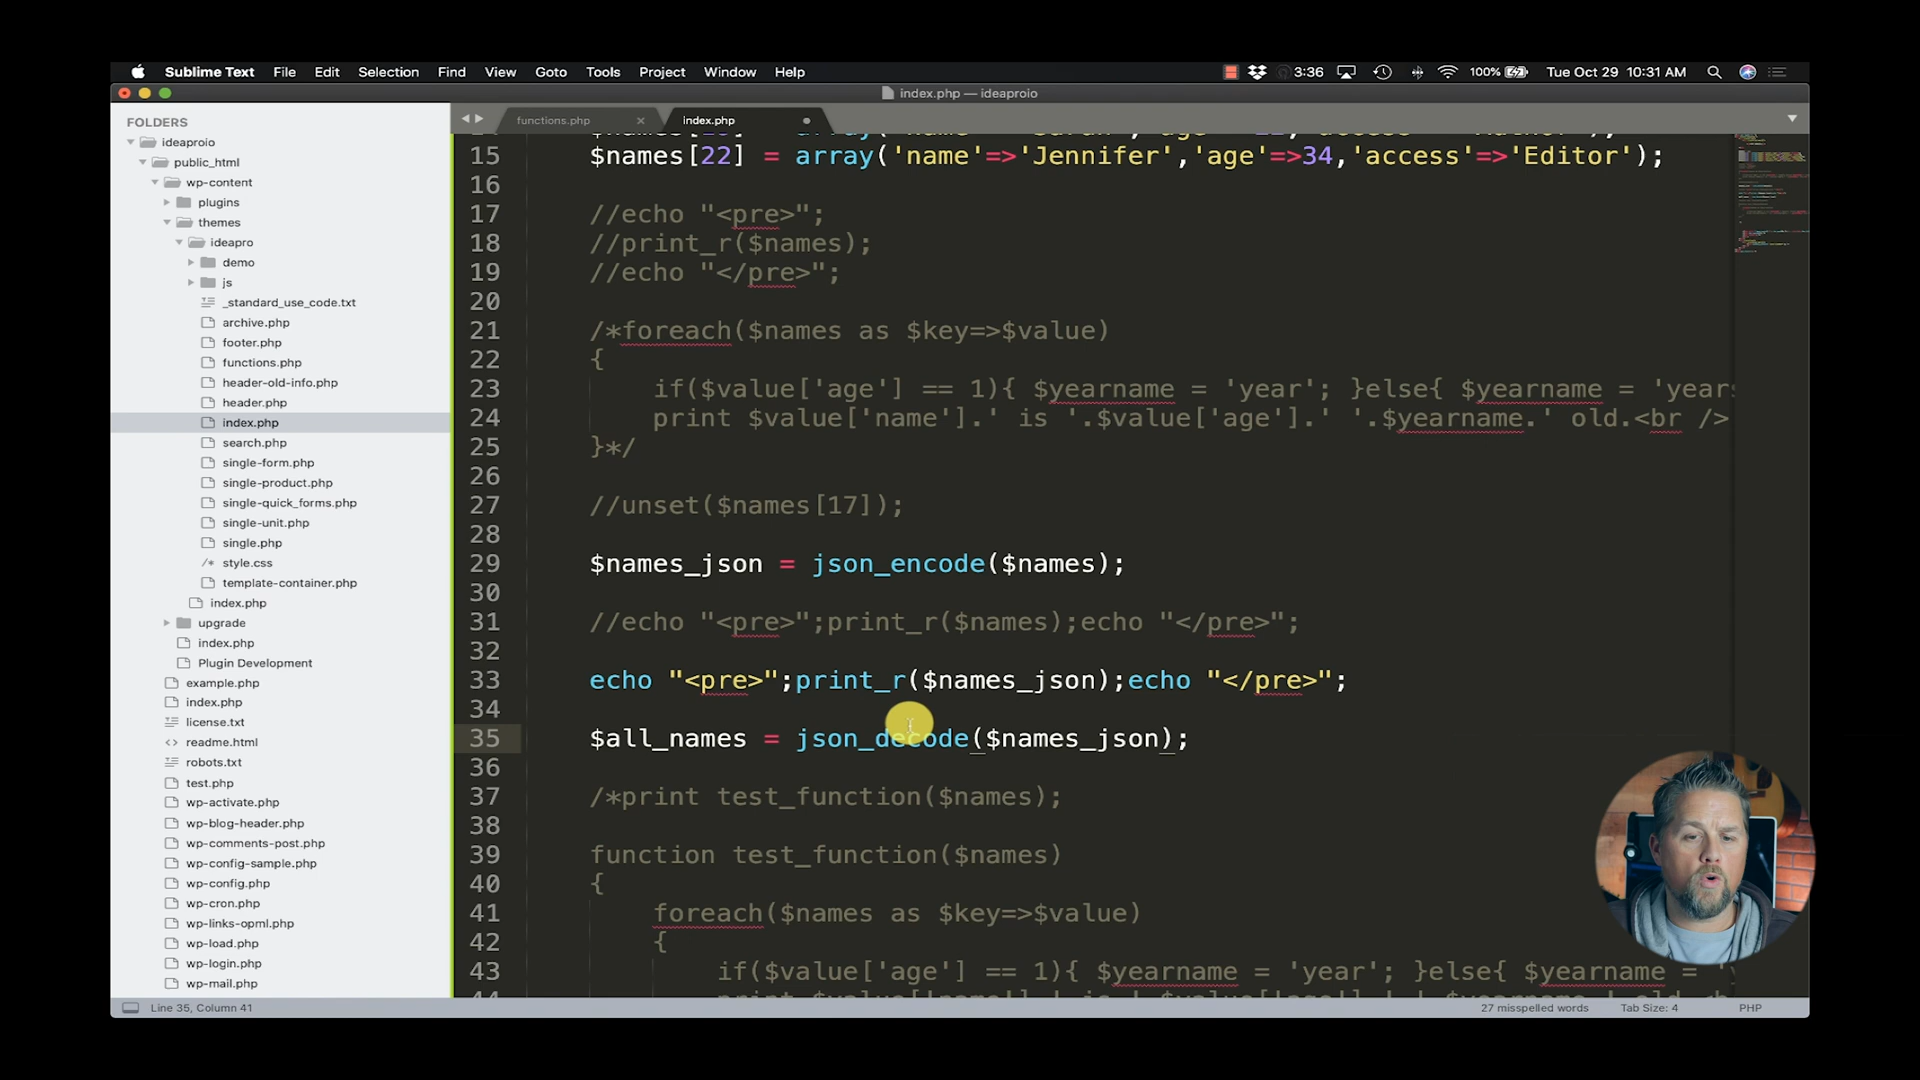 Sublime Text File Edit Selection Find View Goto Tools Project Window Help 3:36 100% Tue Oct 29 10:31 AM
index.php — ideaproio
FOLDERS
ideaproio
public_html
wp-content
plugins
themes
ideapro
demo
js
_standard_use_code.txt
archive.php
footer.php
functions.php
header-old-info.php
header.php
index.php
search.php
single-form.php
single-product.php
single-quick_forms.php
single-unit.php
single.php
style.css
template-container.php
index.php
upgrade
index.php
Plugin Development
example.php
index.php
license.txt
readme.html
robots.txt
test.php
wp-activate.php
wp-blog-header.php
wp-comments-post.php
wp-config-sample.php
wp-config.php
wp-cron.php
wp-links-opml.php
wp-load.php
wp-login.php
wp-mail.php
functions.php index.php
15 $names[22] = array('name'=>'Jennifer','age'=>34,'access'=>'Editor');
16
17 //echo "<pre>";
18 //print_r($names);
19 //echo "</pre>";
20
21 /*foreach($names as $key=>$value)
22 {
23 if($value['age'] == 1){ $yearname = 'year'; }else{ $yearname = 'years
24 print $value['name'].' is '.$value['age'].' '.$yearname.' old.<br />
25 }*/
26
27 //unset($names[17]);
28
29 $names_json = json_encode($names);
30
31 //echo "<pre>";print_r($names);echo "</pre>";
32
33 echo "<pre>";print_r($names_json);echo "</pre>";
34
35 $all_names = json_decode($names_json);
36
37 /*print test_function($names);
38
39 function test_function($names)
40 {
41 foreach($names as $key=>$value)
42 {
43 if($value['age'] == 1){ $yearname = 'year'; }else{ $yearname =
Line 35, Column 41 27 misspelled words Tab Size: 4 PHP